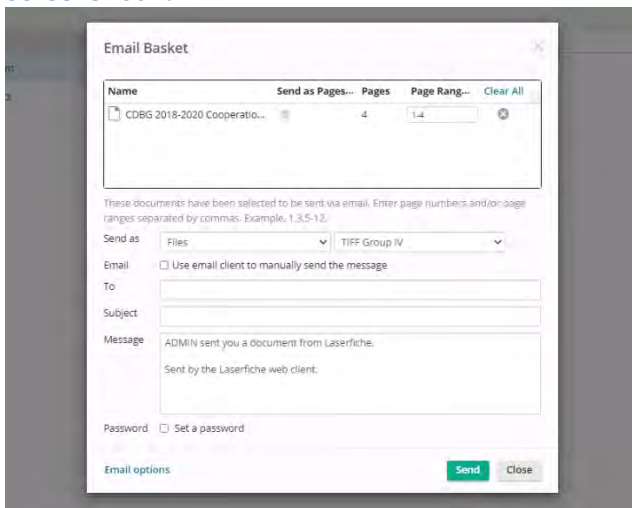 Email Basket
Name Send as Pages... Pages Page Rang... Clear All
CDBG 2018-2020 Cooperatio... 4 1-4
These documents have been selected to be sent via email. Enter page numbers and/or page
ranges separated by commas. Example, 1,3,5-12.
Send as Files TIFF Group IV
Email Use email client to manually send the message
To
Subject
Message ADMIN sent you a document from Laserfiche.
Sent by the Laserfiche web client.
Password Set a password
Email options Send Close